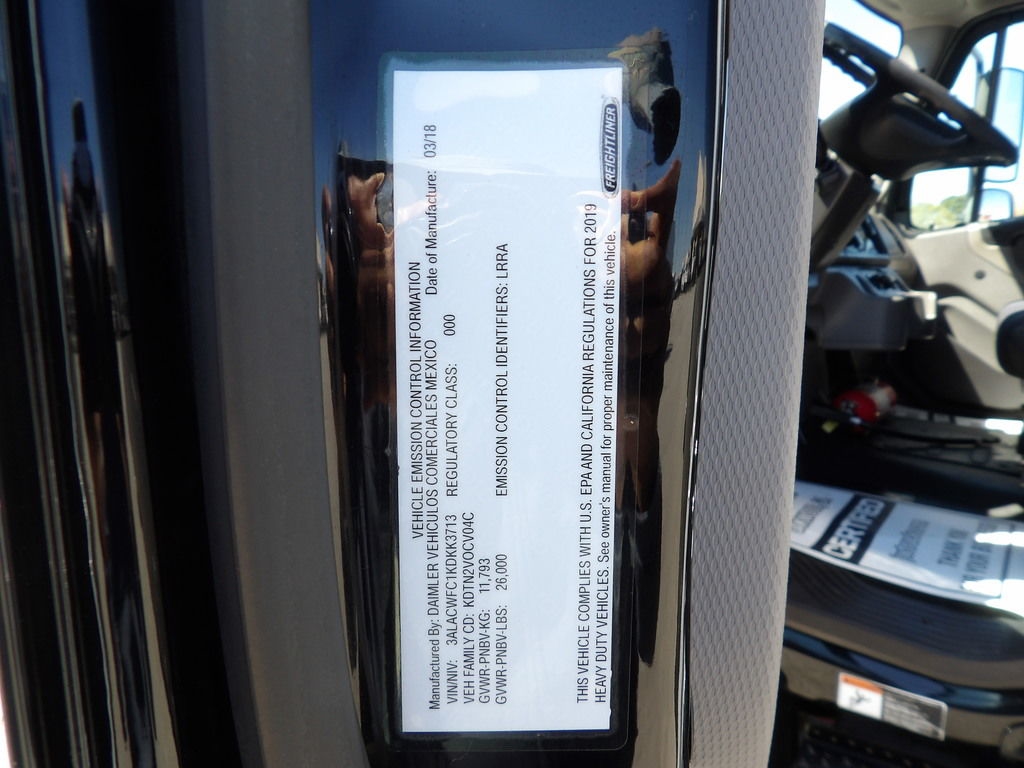 VEHICLE EMISSION CONTROL INFORMATION
Manufactured By: DAIMLER VEHICULOS COMERCIALES MEXICO Date of Manufacture: 03/18
VIN/NIV: 3ALACWFC1KDKK3713 REGULATORY CLASS: 000
VEH FAMILY CD: KDTN2VOCV04C
GVWR-PNBV-KG: 11,793
GVWR-PNBV-LBS: 26,000 EMISSION CONTROL IDENTIFIERS: LRRA
THIS VEHICLE COMPLIES WITH U.S. EPA AND CALIFORNIA REGULATIONS FOR 2019
HEAVY DUTY VEHICLES. See owner's manual for proper maintenance of this vehicle.
FREIGHTLINER
CERTIFIED
THANK YOU
YOUR